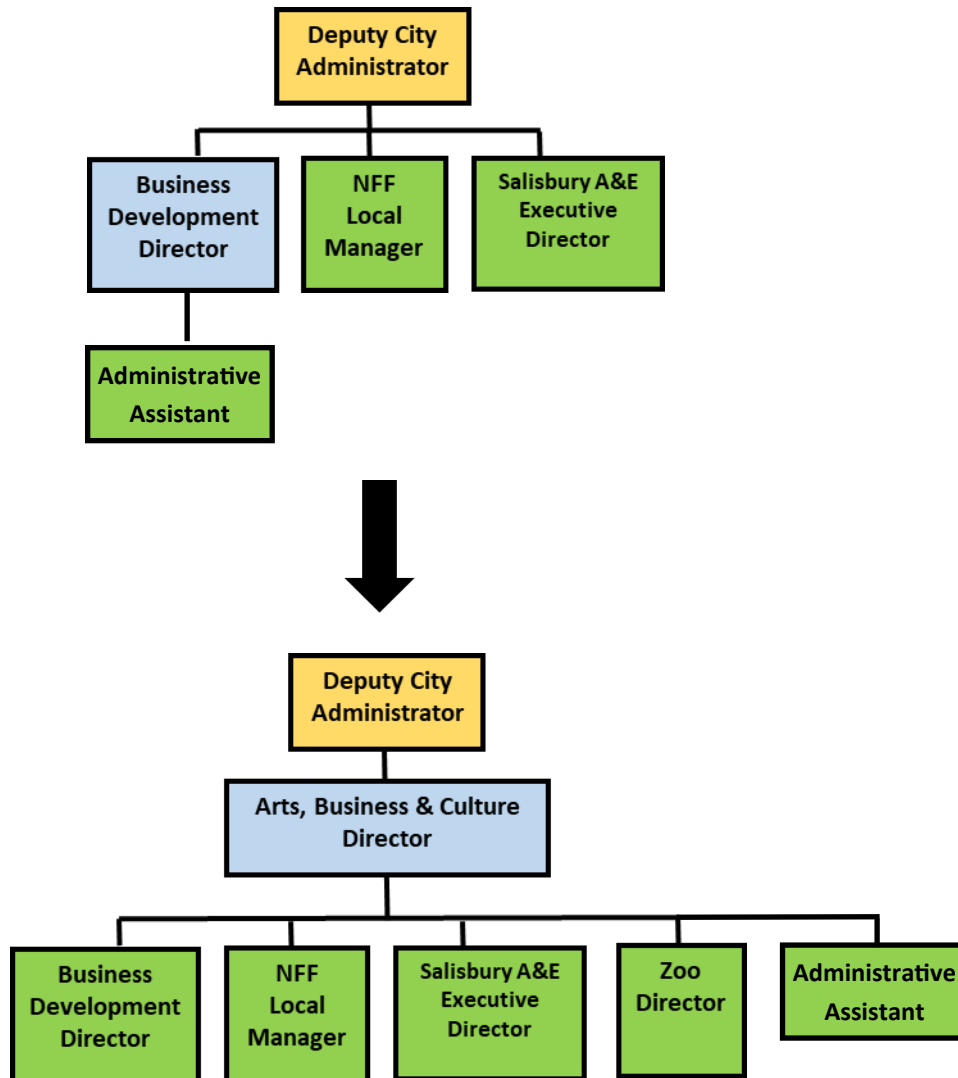 Deputy City
Administrator
Business
Development
Director
NFF
Local
Manager
Salisbury A&E
Executive
Director
Administrative
Assistant
Deputy City
Administrator
Arts, Business & Culture
Director
Business
Development
Director
NFF
Local
Manager
Salisbury A&E
Executive
Director
Zoo
Director
Administrative
Assistant